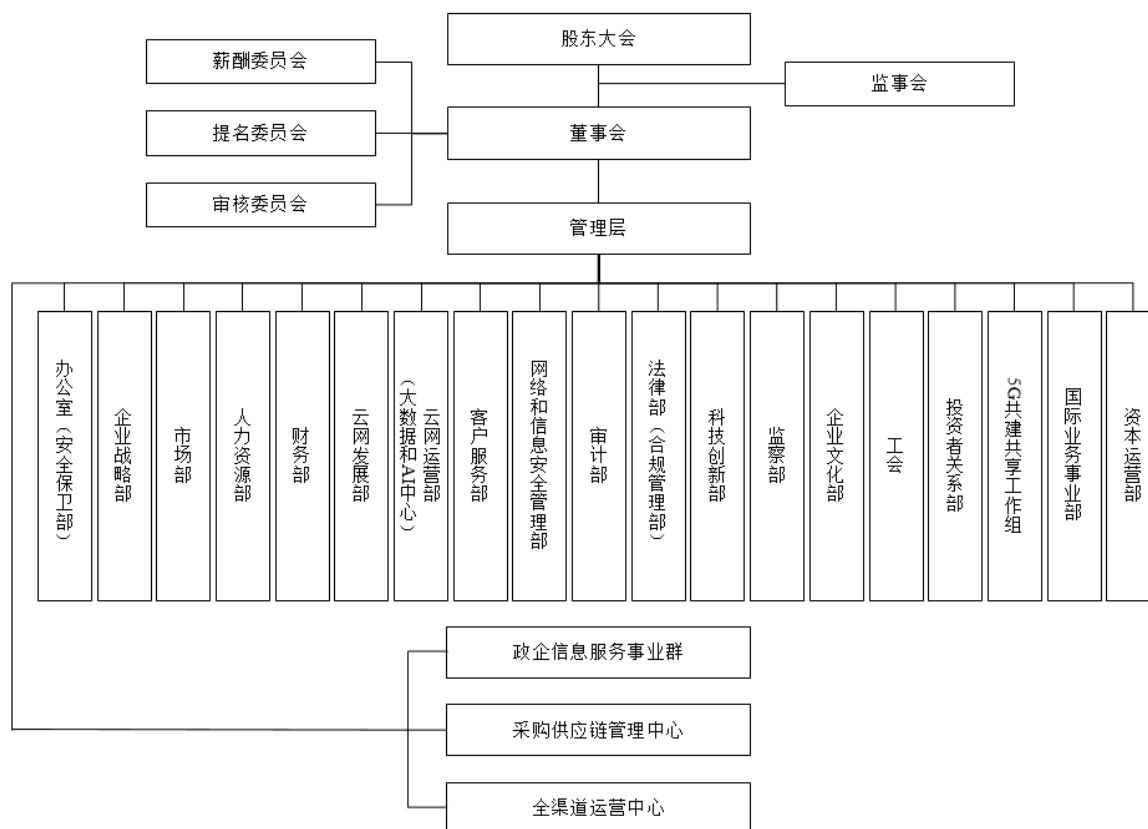 股东大会
薪酬委员会
监事会
提名委员会
董事会
审核委员会
管理层
办公室（安全保卫部）
企业战略部
市场部
人力资源部
财务部
云网发展部
云网运营部
（大数据和AI中心）
客户服务部
网络和信息安全管理部
审计部
法律部（合规管理部）
科技创新部
监察部
企业文化部
工会
投资者关系部
5G共建共享工作组
国际业务事业部
资本运营部
政企信息服务事业群
采购供应链管理中心
全渠道运营中心